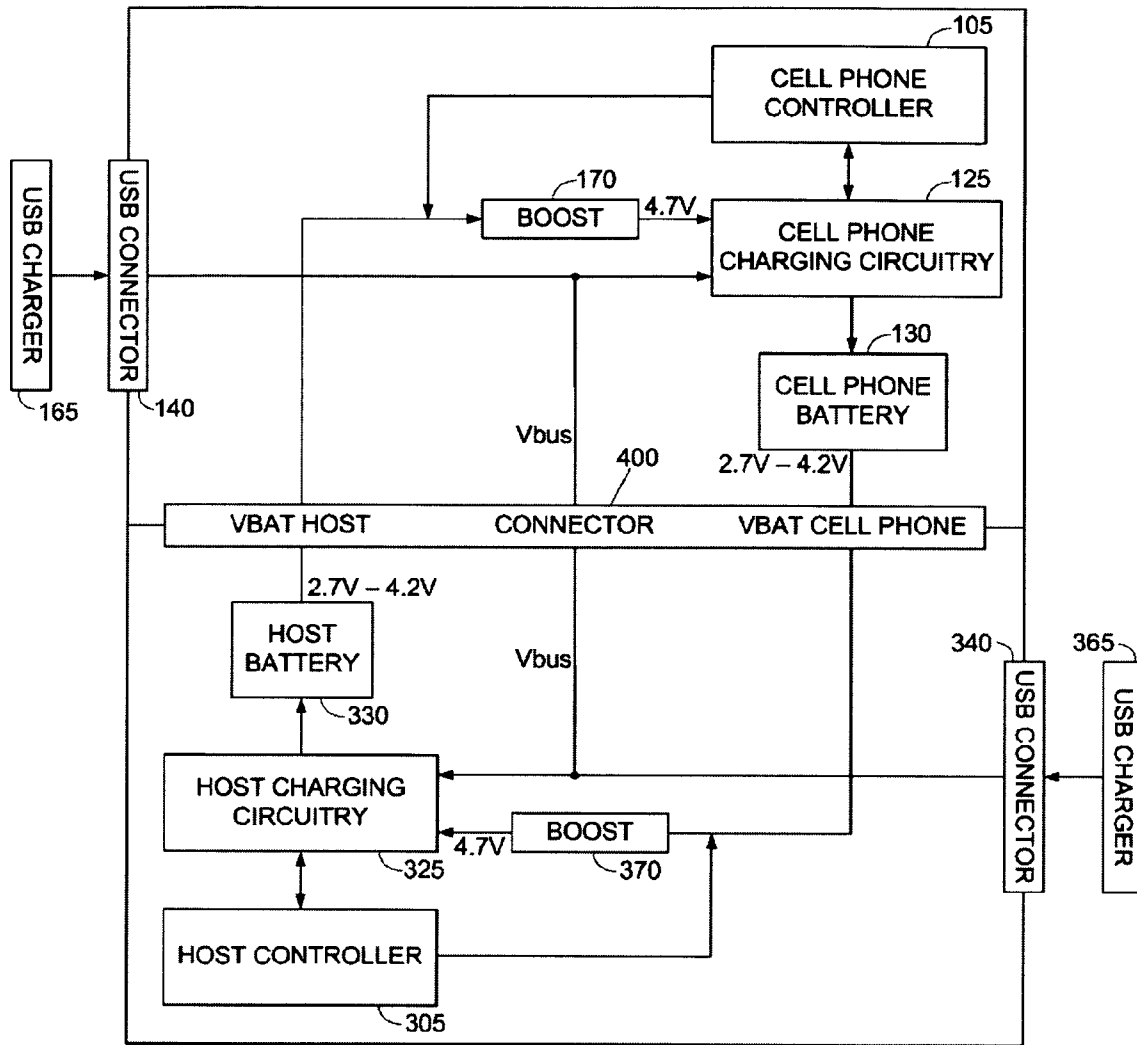 105
CELL PHONE
CONTROLLER
170
BOOST
4.7V
125
CELL PHONE
CHARGING CIRCUITRY
USB CHARGER
165
USB CONNECTOR
140
130
CELL PHONE
BATTERY
Vbus
2.7V – 4.2V
400
VBAT HOST
CONNECTOR
VBAT CELL PHONE
2.7V – 4.2V
HOST
BATTERY
330
Vbus
340
USB CONNECTOR
365
USB CHARGER
HOST CHARGING
CIRCUITRY
325
4.7V
BOOST
370
HOST CONTROLLER
305